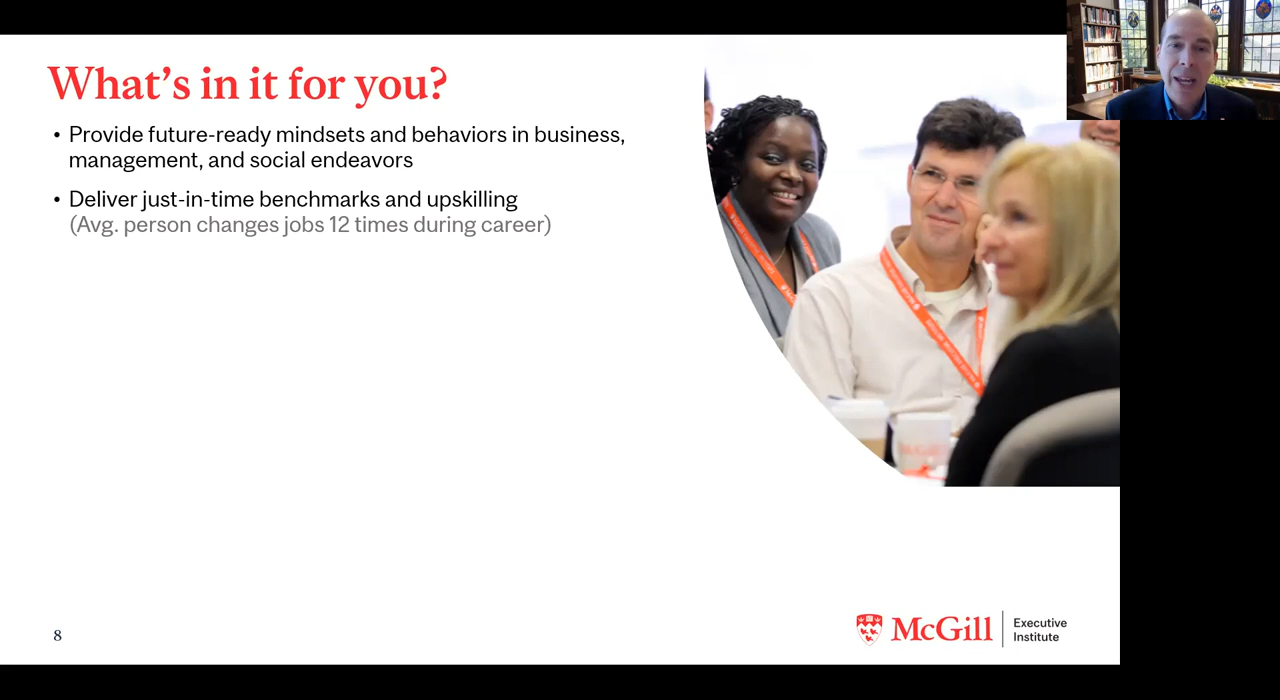 What's in it for you?
• Provide future-ready mindsets and behaviors in business,
management, and social endeavors
• Deliver just-in-time benchmarks and upskilling
(Avg. person changes jobs 12 times during career)
8
McGill
Executive
Institute